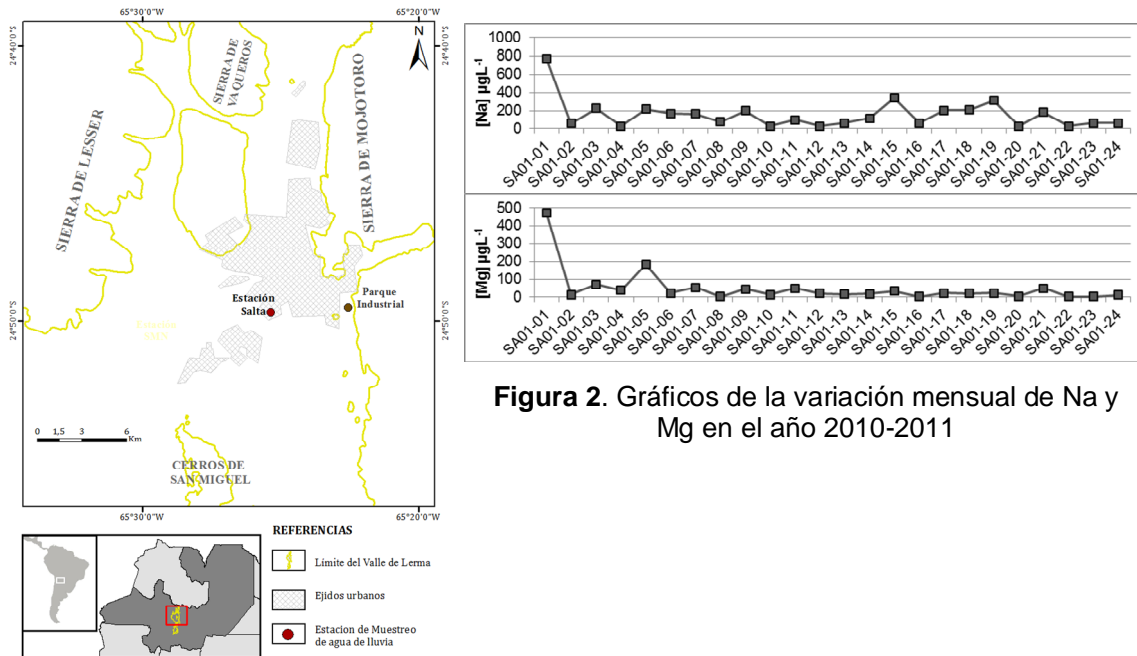 65°30'0"W
65°20'0"W
24°40'0"S
24°40'0"S
N
SIERRA DE
VAQUEROS
SIERRA DE LESSER
SIERRA DE MOJOTORO
Estación
Salta
Parque
Industrial
24°50'0"S
24°50'0"S
0 1,5 3 6
Km
CERROS DE
SAN MIGUEL
65°30'0"W
65°20'0"W
REFERENCIAS
Límite del Valle de Lerma
Ejidos urbanos
Estacion de Muestreo
de agua de lluvia
[Na] µgL⁻¹
1000
800
600
400
200
0
SA01-01 SA01-02 SA01-03 SA01-04 SA01-05 SA01-06 SA01-07 SA01-08 SA01-09 SA01-10 SA01-11 SA01-12 SA01-13 SA01-14 SA01-15 SA01-16 SA01-17 SA01-18 SA01-19 SA01-20 SA01-21 SA01-22 SA01-23 SA01-24
[Mg] µgL⁻¹
500
400
300
200
100
0
SA01-01 SA01-02 SA01-03 SA01-04 SA01-05 SA01-06 SA01-07 SA01-08 SA01-09 SA01-10 SA01-11 SA01-12 SA01-13 SA01-14 SA01-15 SA01-16 SA01-17 SA01-18 SA01-19 SA01-20 SA01-21 SA01-22 SA01-23 SA01-24
Figura 2. Gráficos de la variación mensual de Na y
Mg en el año 2010-2011